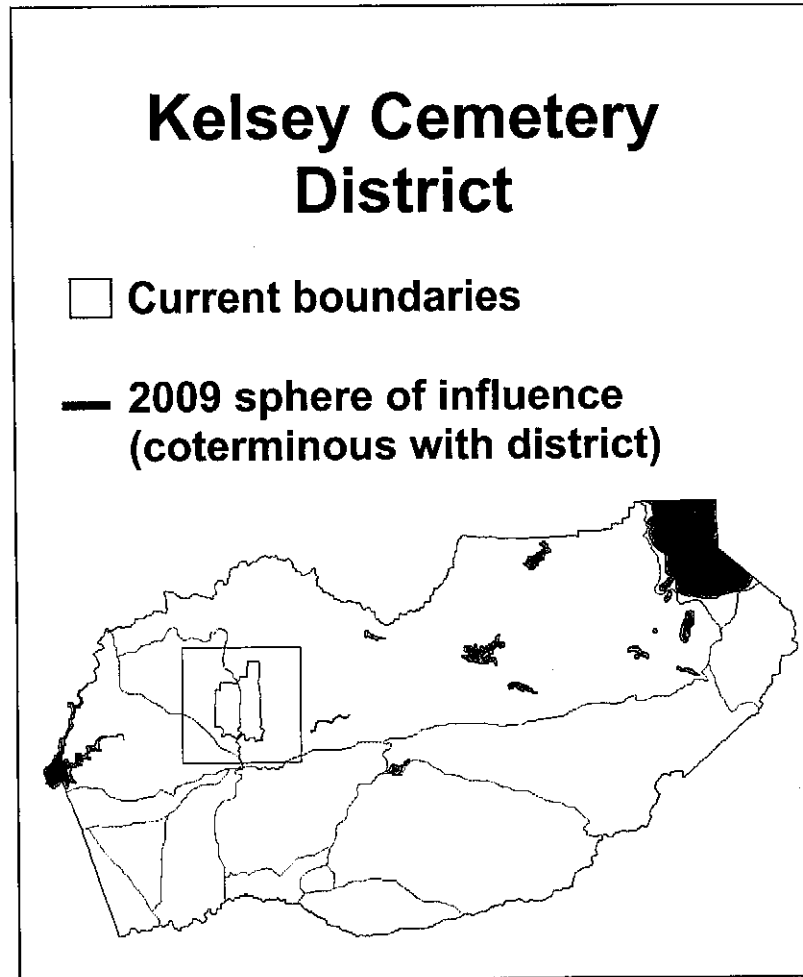 Kelsey Cemetery
District
Current boundaries
2009 sphere of influence
(coterminous with district)